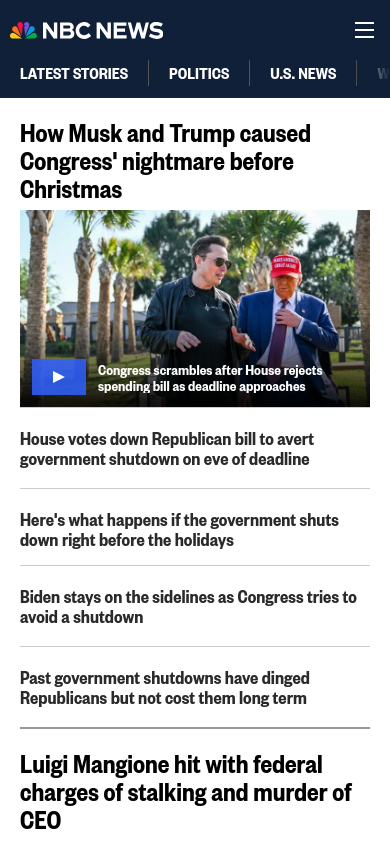 NBC NEWS
LATEST STORIES
POLITICS
U.S. NEWS
How Musk and Trump caused
Congress' nightmare before
Christmas
Congress scrambles after House rejects
spending bill as deadline approaches
House votes down Republican bill to avert
government shutdown on eve of deadline
Here's what happens if the government shuts
down right before the holidays
Biden stays on the sidelines as Congress tries to
avoid a shutdown
Past government shutdowns have dinged
Republicans but not cost them long term
Luigi Mangione hit with federal
charges of stalking and murder of
CEO